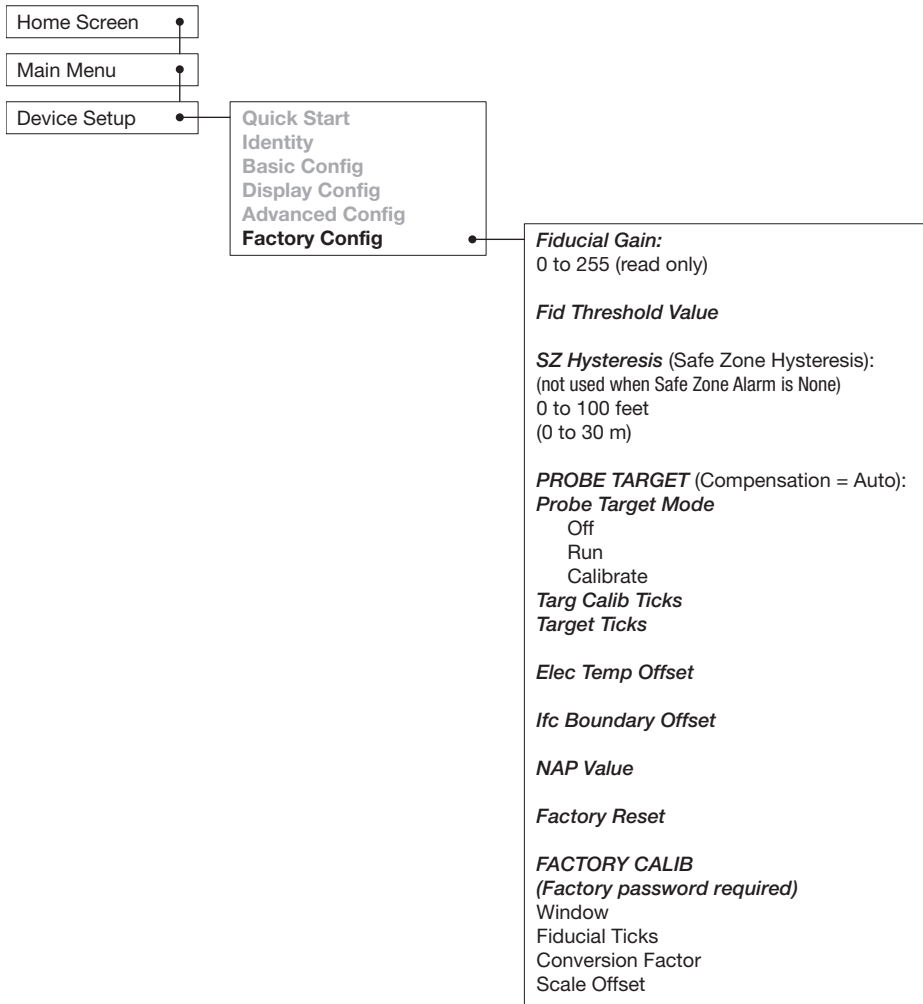 Home Screen
Main Menu
Device Setup
Quick Start
Identity
Basic Config
Display Config
Advanced Config
Factory Config
Fiducial Gain:
0 to 255 (read only)
Fid Threshold Value
SZ Hysteresis (Safe Zone Hysteresis):
(not used when Safe Zone Alarm is None)
0 to 100 feet
(0 to 30 m)
PROBE TARGET (Compensation = Auto):
Probe Target Mode
Off
Run
Calibrate
Targ Calib Ticks
Target Ticks
Elec Temp Offset
Ifc Boundary Offset
NAP Value
Factory Reset
FACTORY CALIB
(Factory password required)
Window
Fiducial Ticks
Conversion Factor
Scale Offset